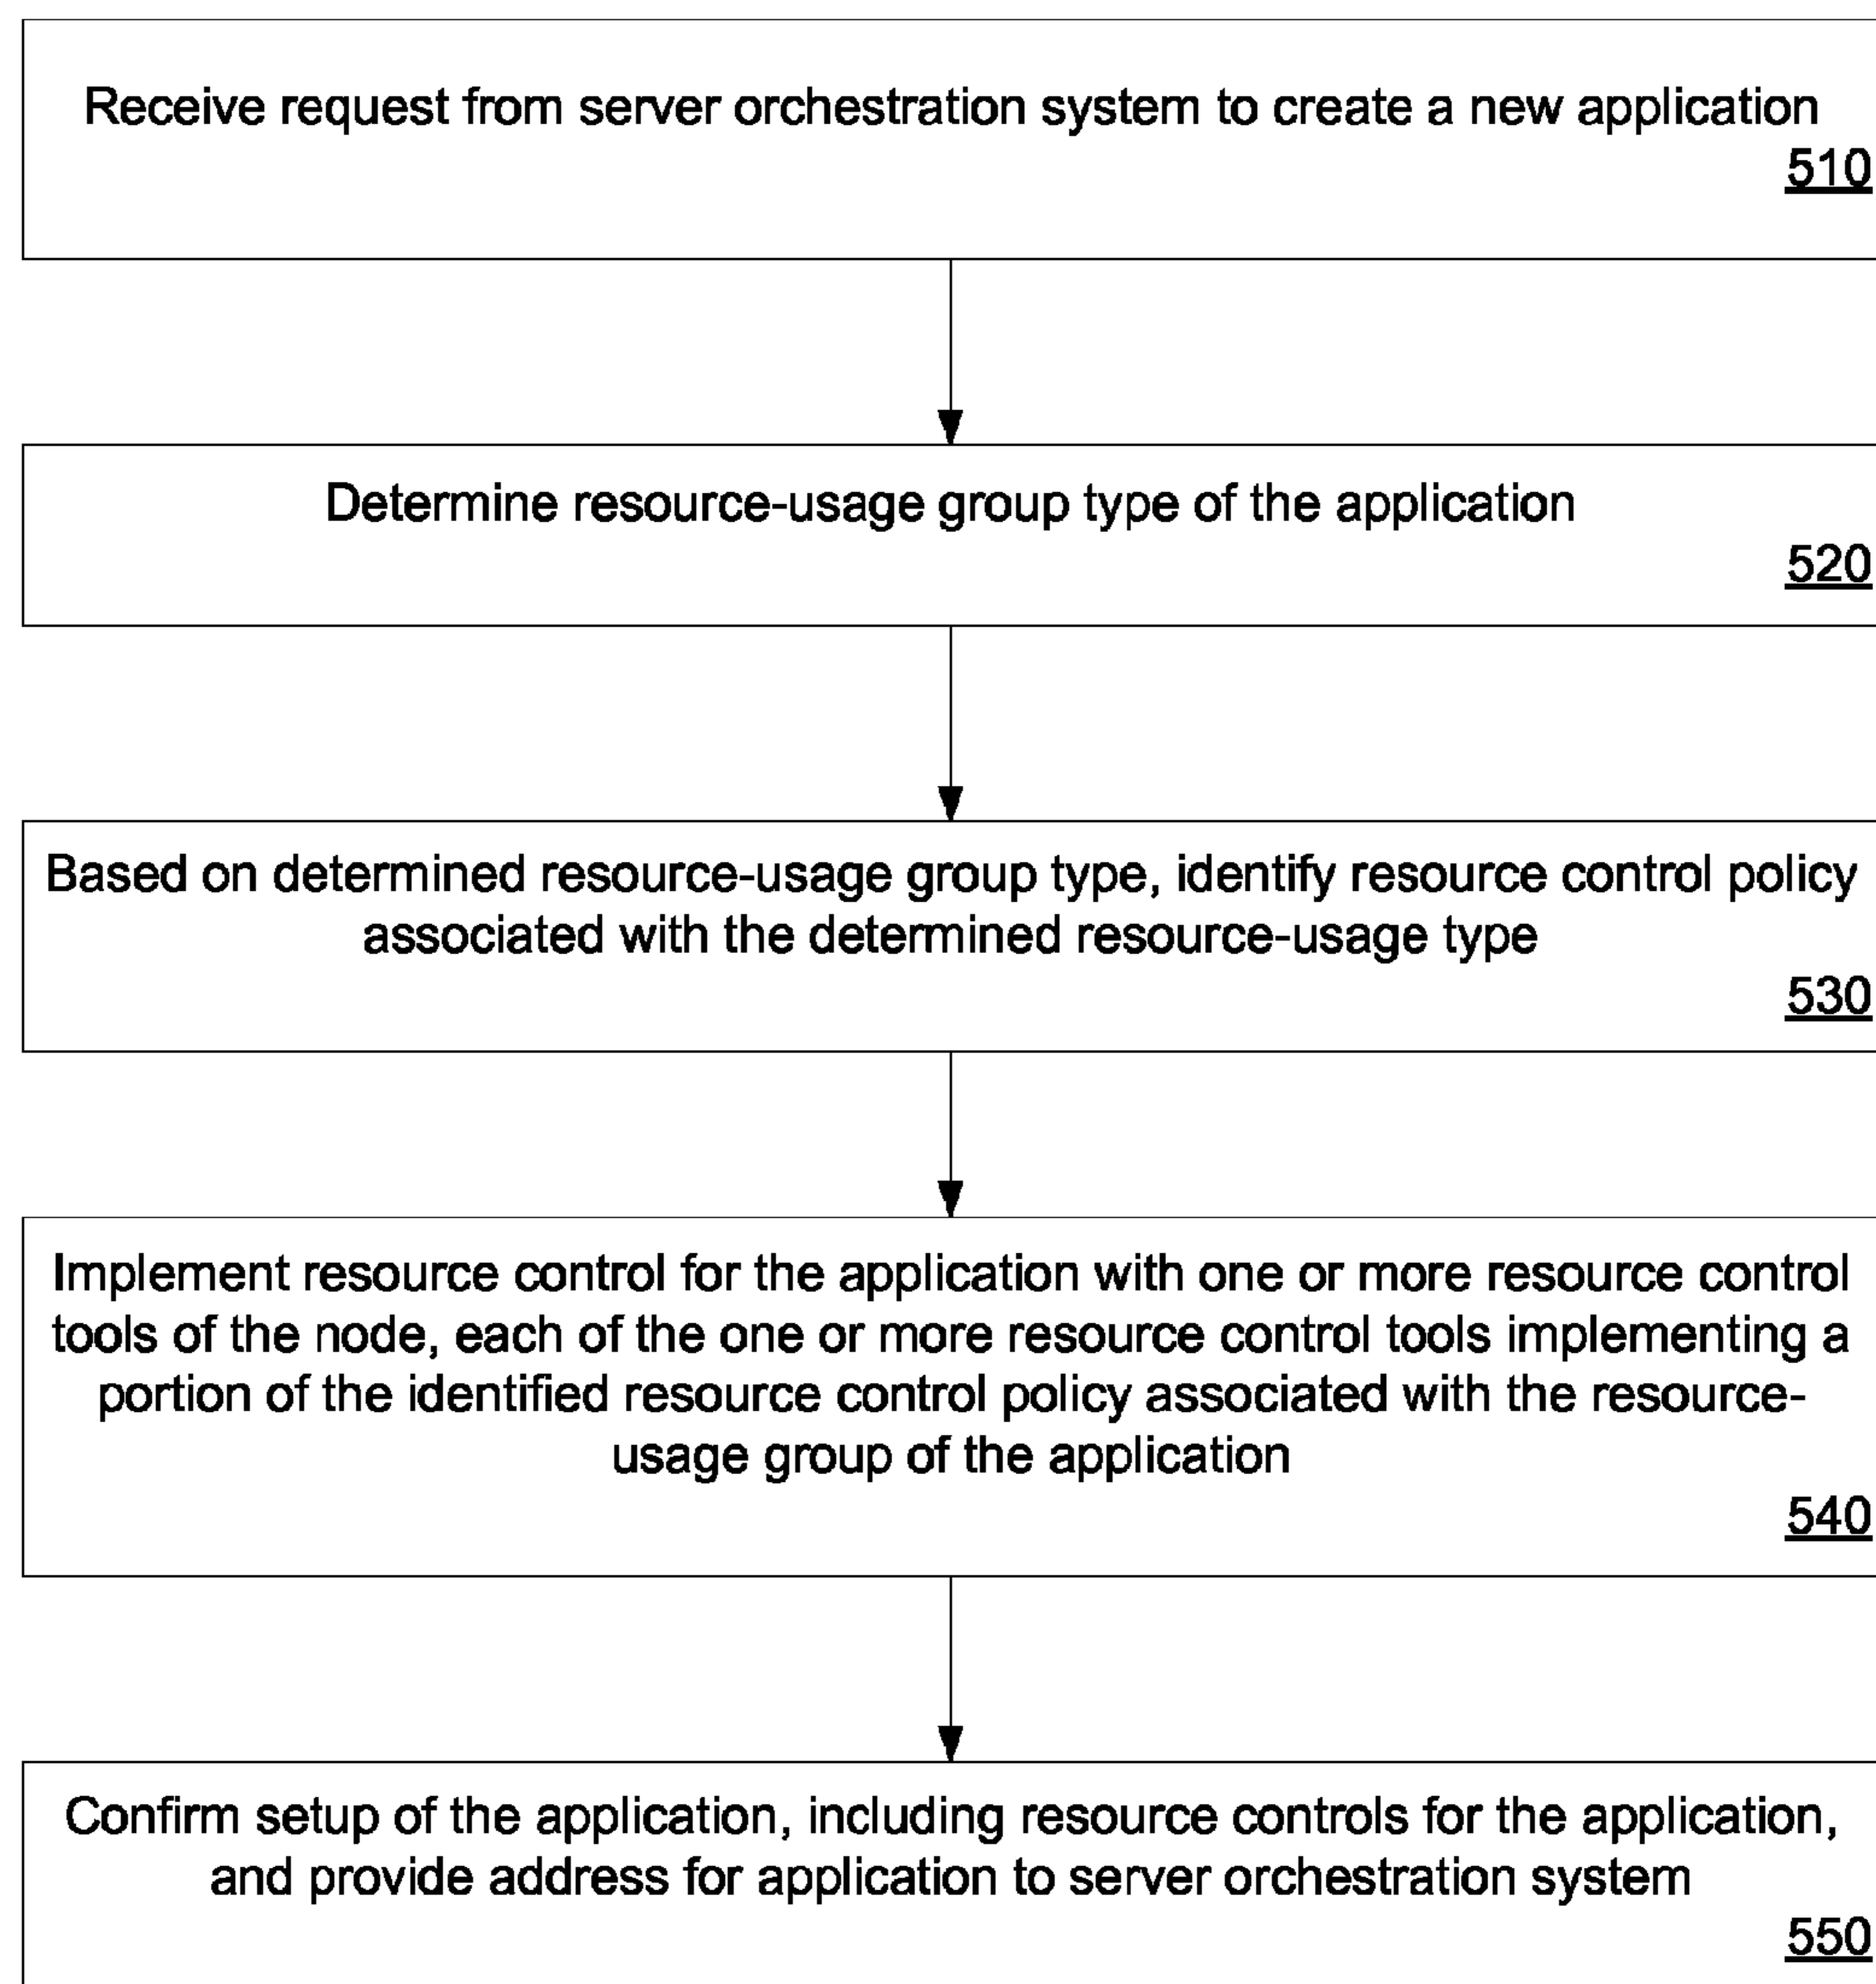 Receive request from server orchestration system to create a new application
510
Determine resource-usage group type of the application
520
Based on determined resource-usage group type, identify resource control policy
associated with the determined resource-usage type
530
Implement resource control for the application with one or more resource control
tools of the node, each of the one or more resource control tools implementing a
portion of the identified resource control policy associated with the resource-
usage group of the application
540
Confirm setup of the application, including resource controls for the application,
and provide address for application to server orchestration system
550